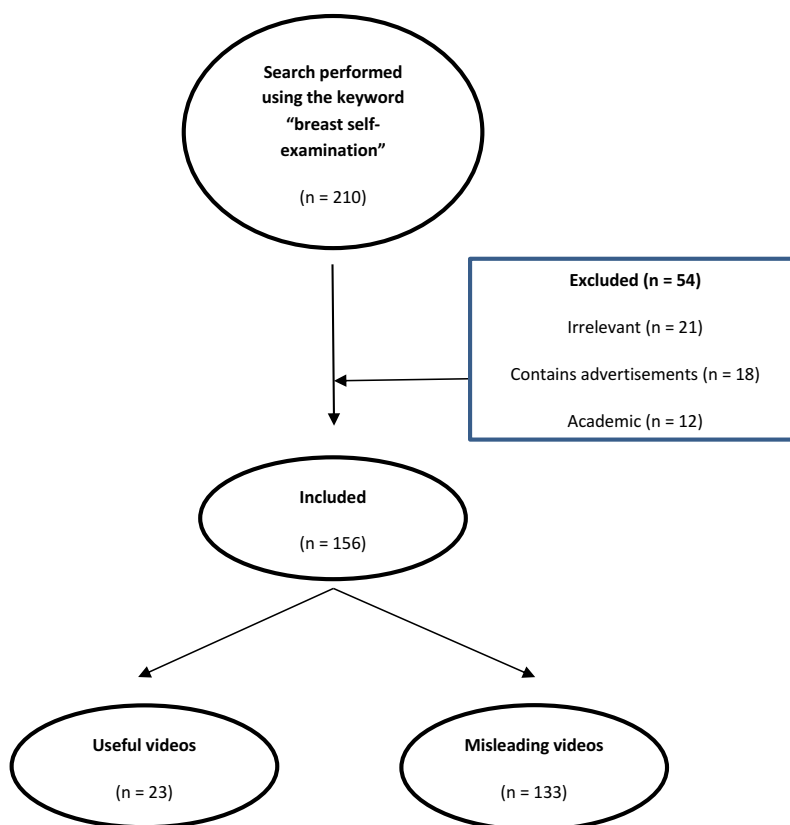 Search performed
using the keyword
“breast self-
examination”
(n = 210)
Excluded (n = 54)
Irrelevant (n = 21)
Contains advertisements (n = 18)
Academic (n = 12)
Included
(n = 156)
Useful videos
(n = 23)
Misleading videos
(n = 133)